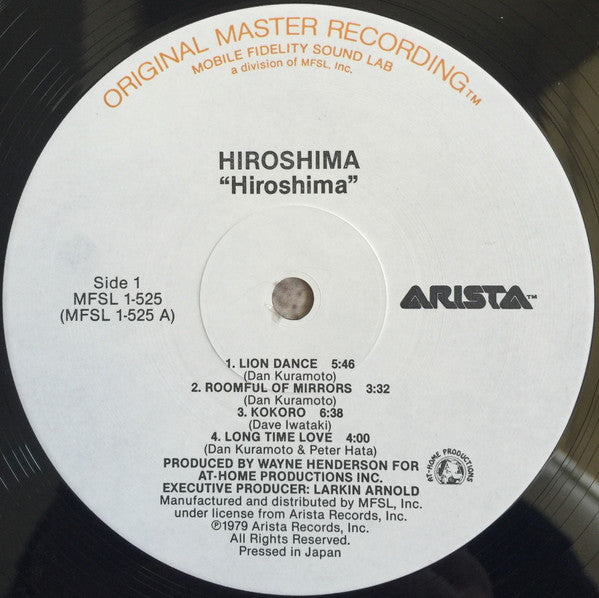 ORIGINAL MASTER RECORDING™
MOBILE FIDELITY SOUND LAB
a division of MFSL, Inc.
HIROSHIMA
“Hiroshima”
Side 1
MFSL 1-525
(MFSL 1-525 A)
ARISTA™
1. LION DANCE 5:46
(Dan Kuramoto)
2. ROOMFUL OF MIRRORS 3:32
(Dan Kuramoto)
3. KOKORO 6:38
(Dave Iwataki)
4. LONG TIME LOVE 4:00
(Dan Kuramoto & Peter Hata)
PRODUCED BY WAYNE HENDERSON FOR
AT-HOME PRODUCTIONS INC.
EXECUTIVE PRODUCER: LARKIN ARNOLD
Manufactured and distributed by MFSL, Inc.
under license from Arista Records, Inc.
℗1979 Arista Records, Inc.
All Rights Reserved.
Pressed in Japan
AT-HOME PRODUCTIONS